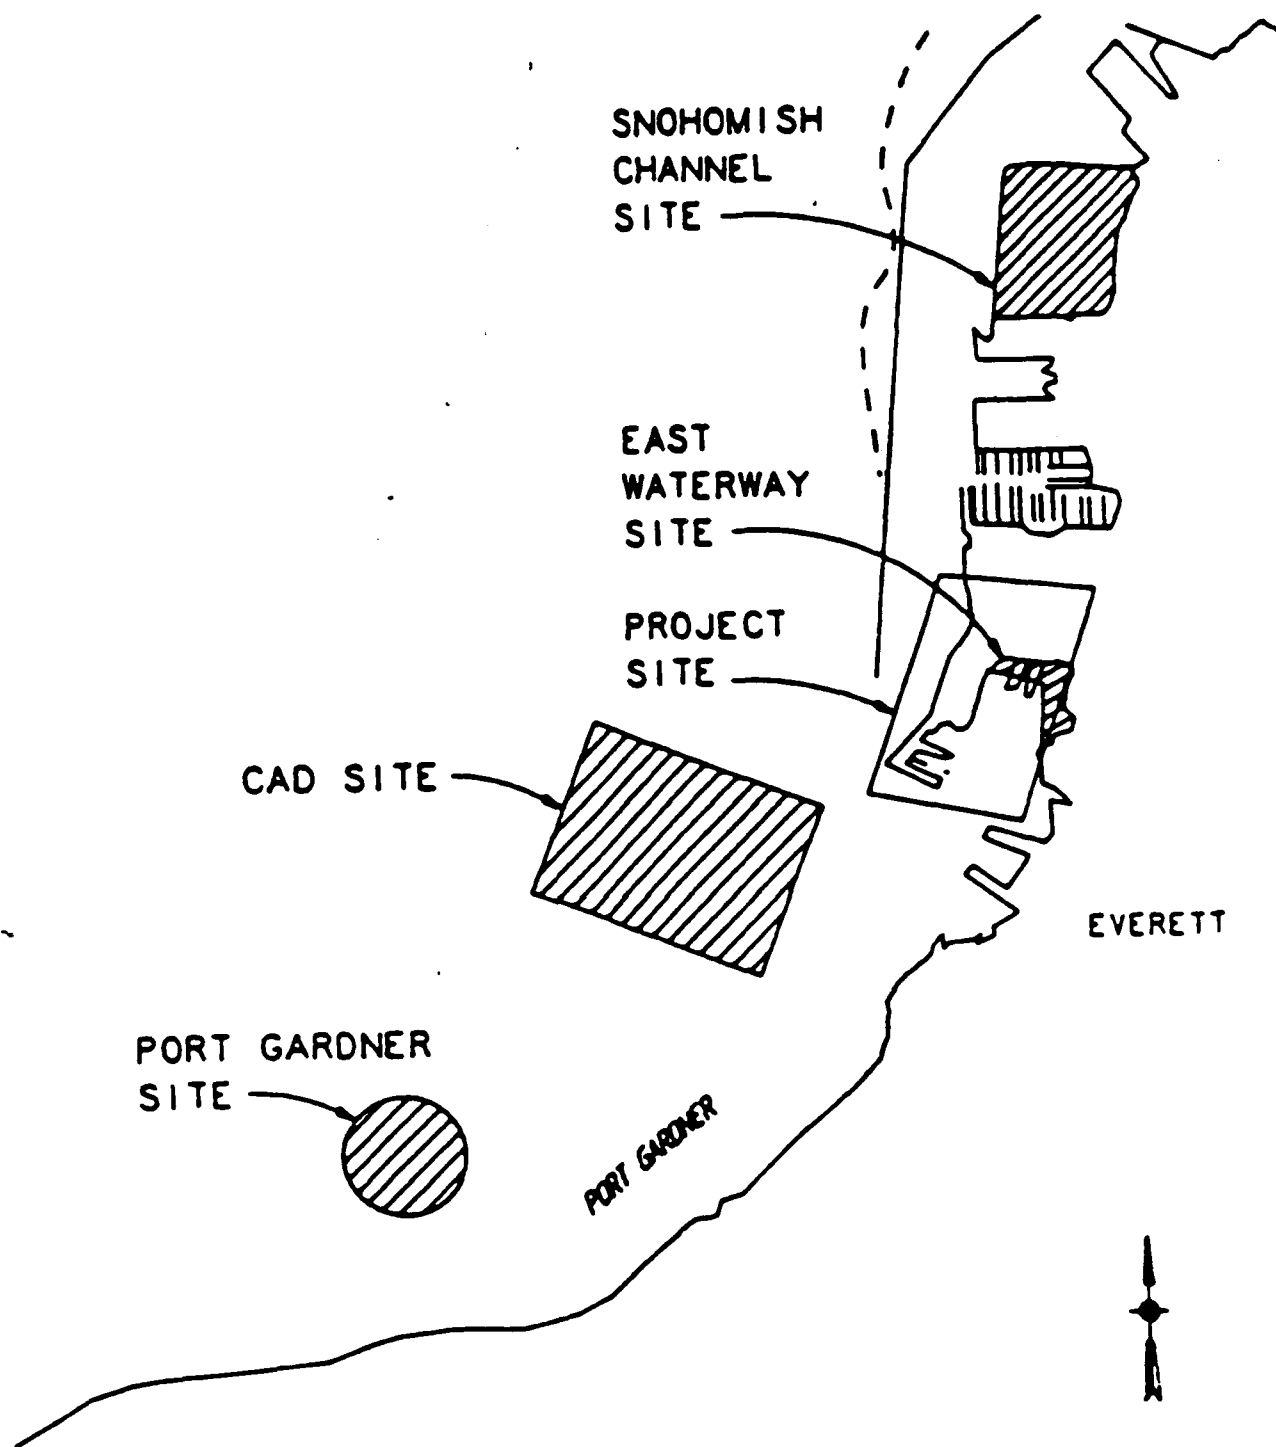 SNOHOMISH
CHANNEL
SITE
EAST
WATERWAY
SITE
PROJECT
SITE
CAD SITE
EVERETT
PORT GARDNER
SITE
PORT GARDNER